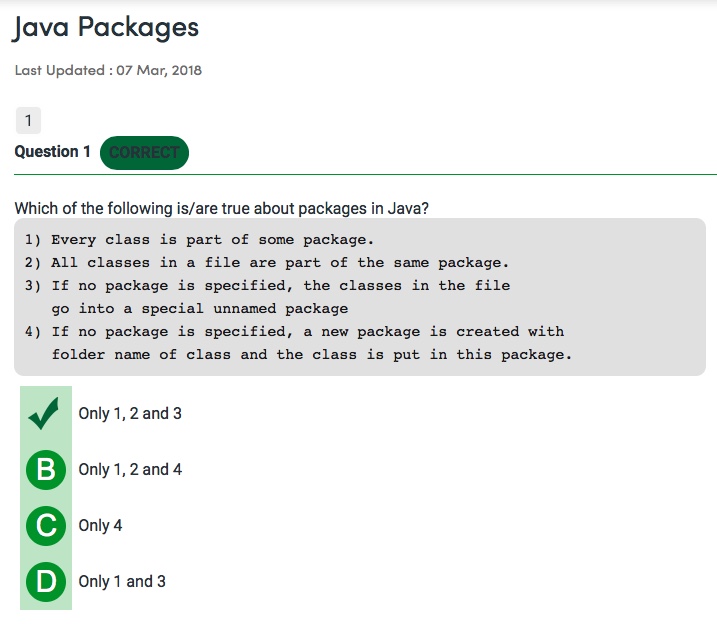 Java Packages
Last Updated : 07 Mar, 2018
1
Question 1 CORRECT
Which of the following is/are true about packages in Java?
1) Every class is part of some package.
2) All classes in a file are part of the same package.
3) If no package is specified, the classes in the file
go into a special unnamed package
4) If no package is specified, a new package is created with
folder name of class and the class is put in this package.
Only 1, 2 and 3
B Only 1, 2 and 4
C Only 4
D Only 1 and 3